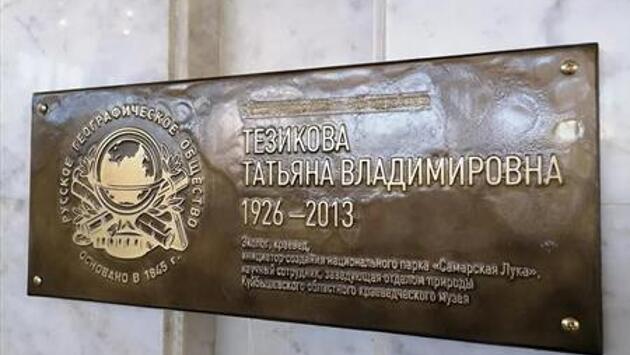 РУССКОЕ ГЕОГРАФИЧЕСКОЕ ОБЩЕСТВО
ОСНОВАНО В 1845 г.
ТЕЗИКОВА
ТАТЬЯНА ВЛАДИМИРОВНА
1926 – 2013
Эколог, краевед,
инициатор создания национального парка «Самарская Лука»,
научный сотрудник, заведующая отделом природы
Куйбышевского областного краеведческого музея